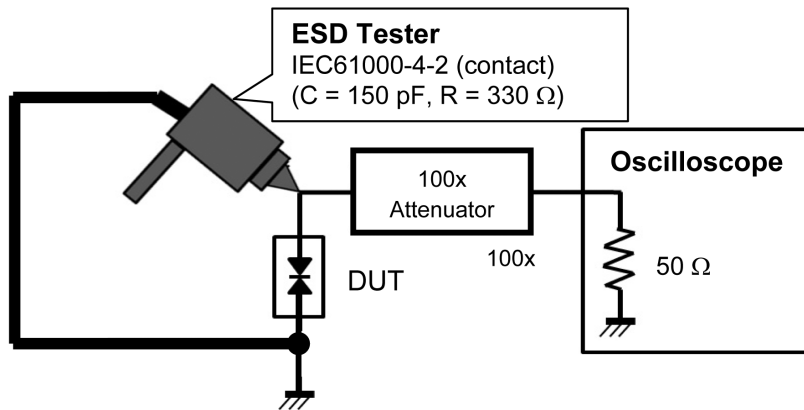 ESD Tester
IEC61000-4-2 (contact)
(C = 150 pF, R = 330 Ω)
Oscilloscope
100x
Attenuator
100x
50 Ω
DUT